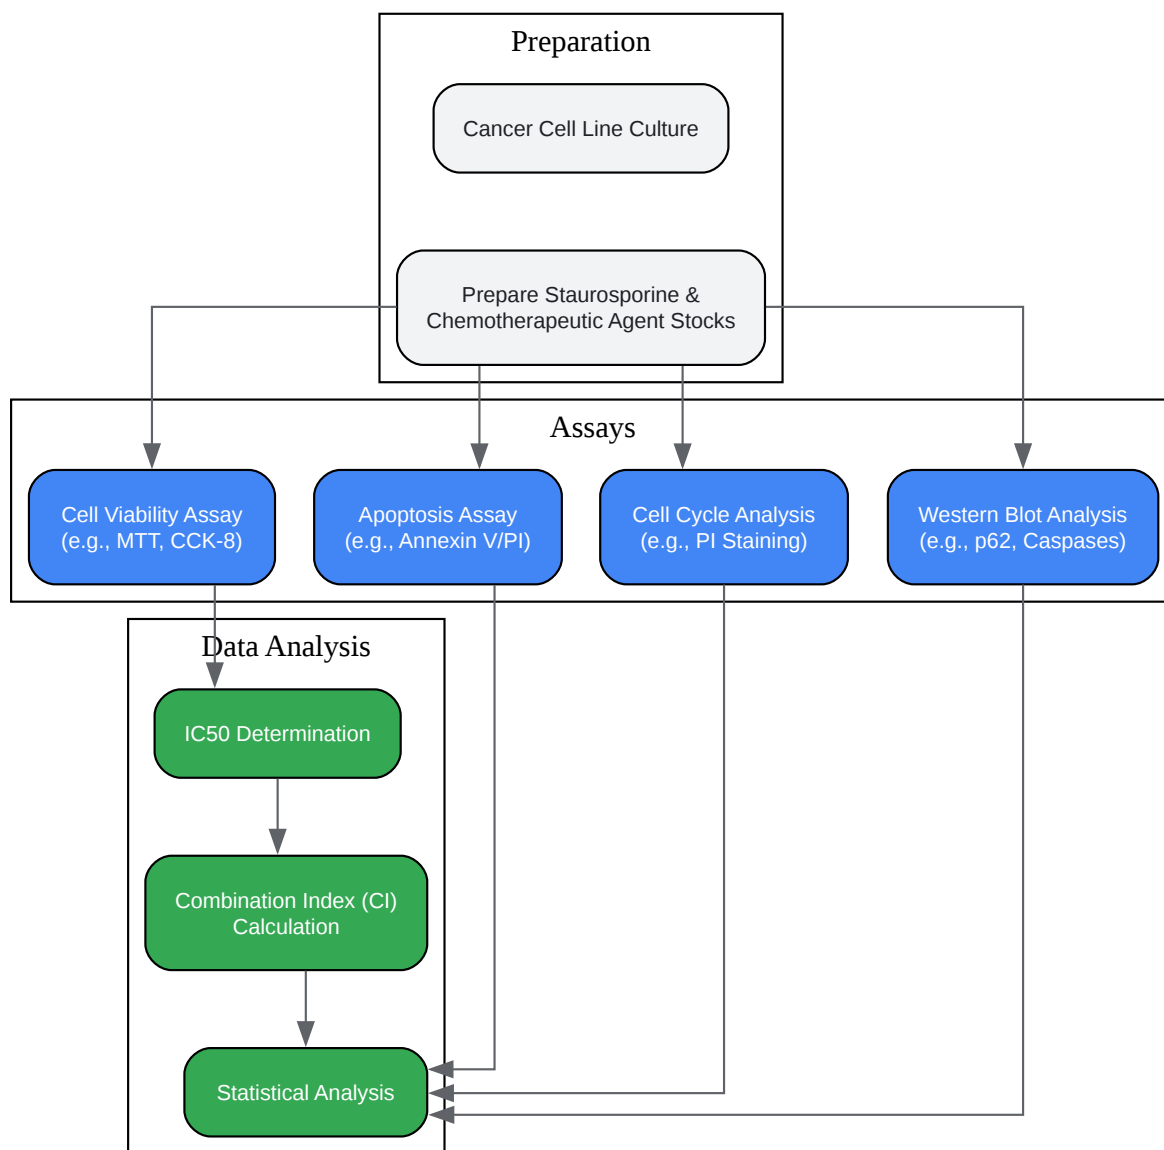 Preparation
Cancer Cell Line Culture
Prepare Staurosporine &
Chemotherapeutic Agent Stocks
Assays
Cell Viability Assay
(e.g., MTT, CCK-8)
Apoptosis Assay
(e.g., Annexin V/PI)
Cell Cycle Analysis
(e.g., PI Staining)
Western Blot Analysis
(e.g., p62, Caspases)
Data Analysis
IC50 Determination
Combination Index (CI)
Calculation
Statistical Analysis